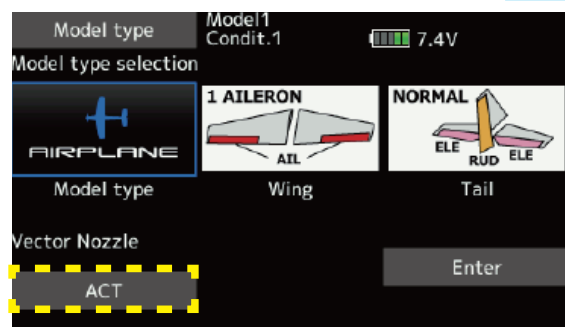 Model type
Model1
Condit.1
7.4V
Model type selection
AIRPLANE
1 AILERON
AIL
NORMAL
ELE
RUD
ELE
Model type
Wing
Tail
Vector Nozzle
Enter
ACT